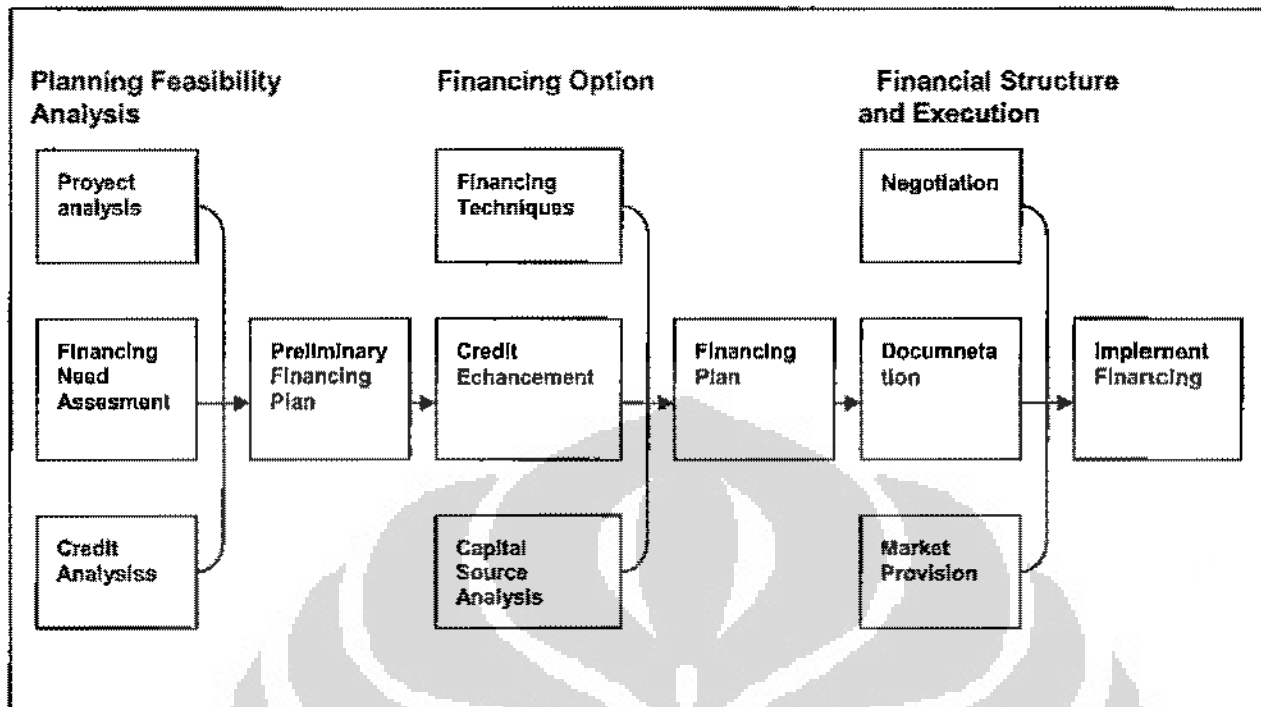 Planning Feasibility
Analysis
Financing Option
Financial Structure
and Execution
Proyect
analysis
Financing
Techniques
Negotiation
Financing
Need
Assesment
Preliminary
Financing
Plan
Credit
Echancement
Financing
Plan
Documneta
tion
Implement
Financing
Credit
Analysiss
Capital
Source
Analysis
Market
Provision